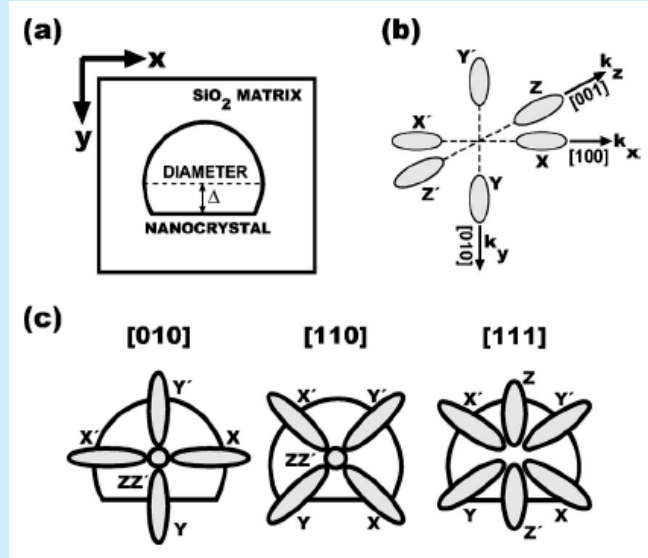 (a)
x
y
SiO₂ MATRIX
DIAMETER
Δ
NANOCRYSTAL
(b)
Y´
Z
k z
[001]
X´
k x
X
[100]
Z´
Y
[010]
k y
(c)
[010] [110] [111]
Y´
X´ X
ZZ´
Y
X´ Y´
ZZ´
Y X
Z
X´ Y´
Y X
Z´